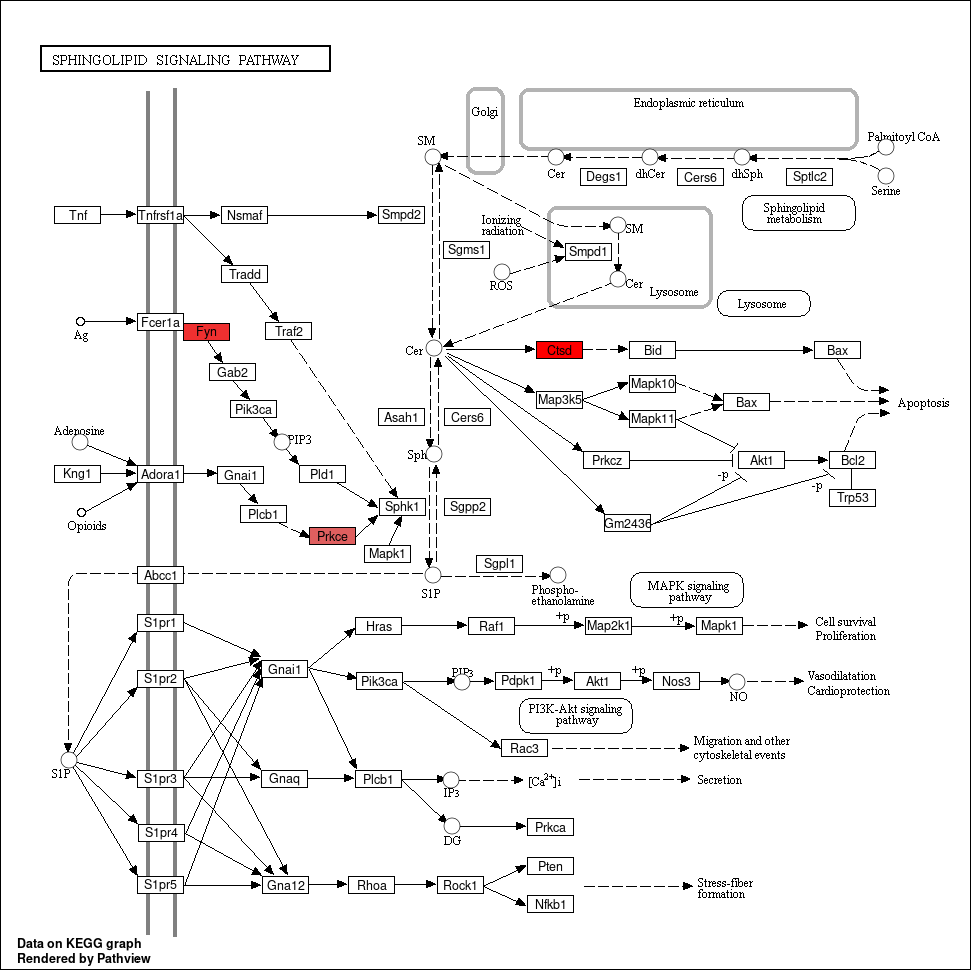 SPHINGOLIPID SIGNALING PATHWAY
Golgi
Endoplasmic reticulum
SM
Palmitoyl CoA
Cer
Degs1
dhCer
Cers6
dhSph
Sptlc2
Serine
Tnf
Tnfrsf1a
Nsmaf
Smpd2
Sphingolipid
metabolism
Ionizing
radiation
SM
Sgms1
Smpd1
Tradd
ROS
Cer
Lysosome
Lysosome
Ag
Fcer1a
Fyn
Traf2
Cer
Ctsd
Bid
Bax
Gab2
Mapk10
Map3k5
Bax
Apoptosis
Pik3ca
Asah1
Cers6
Mapk11
Adenosine
PIP3
Sph
Prkcz
Akt1
Bcl2
Kng1
Adora1
Gnai1
Pld1
-p
-p
Trp53
Opioids
Plcb1
Sphk1
Sgpp2
Gm2436
Prkce
Mapk1
Abcc1
S1P
Sgpl1
Phospho-
ethanolamine
MAPK signaling
pathway
S1pr1
Hras
Raf1
+p
Map2k1
+p
Mapk1
Cell survival
Proliferation
S1pr2
Gnai1
Pik3ca
PIP3
Pdpk1
+p
Akt1
+p
Nos3
NO
Vasodilatation
Cardioprotection
PI3K-Akt signaling
pathway
Rac3
Migration and other
cytoskeletal events
S1P
S1pr3
Gnaq
Plcb1
IP3
[Ca2+]i
Secretion
S1pr4
DG
Prkca
S1pr5
Gna12
Rhoa
Rock1
Pten
Nfkb1
Stress-fiber
formation
Data on KEGG graph
Rendered by Pathview